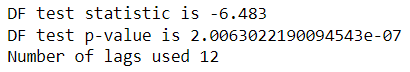 DF test statistic is -6.483
DF test p-value is 2.0063022190094543e-07
Number of lags used 12